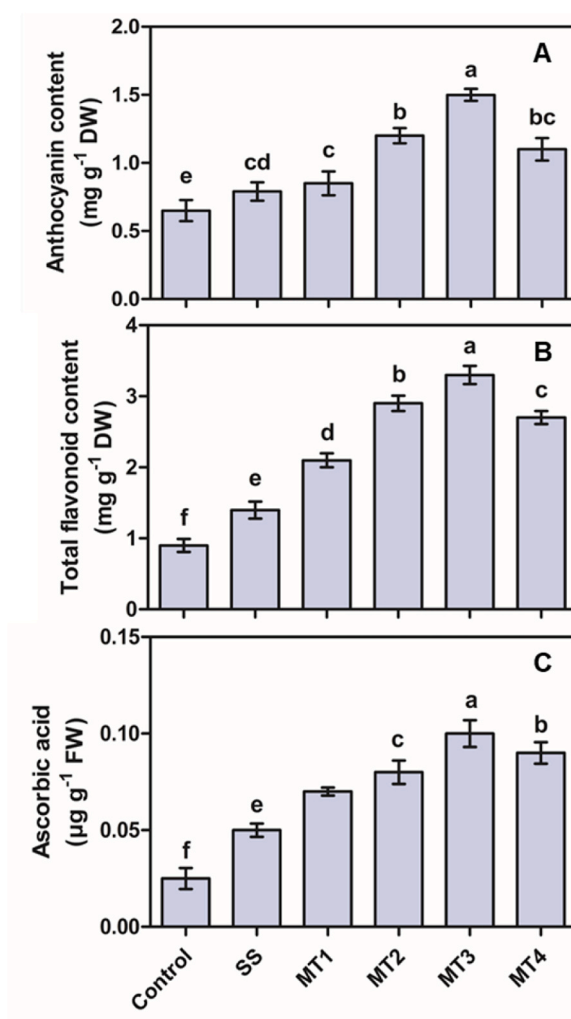 Anthocyanin content
(mg g-1 DW)
2.0
1.5
1.0
0.5
0.0
A
e
cd
c
b
a
bc
Total flavonoid content
(mg g-1 DW)
4
3
2
1
0
B
f
e
d
b
a
c
Ascorbic acid
(µg g-1 FW)
0.15
0.10
0.05
0.00
C
f
e
c
a
b
Control
SS
MT1
MT2
MT3
MT4